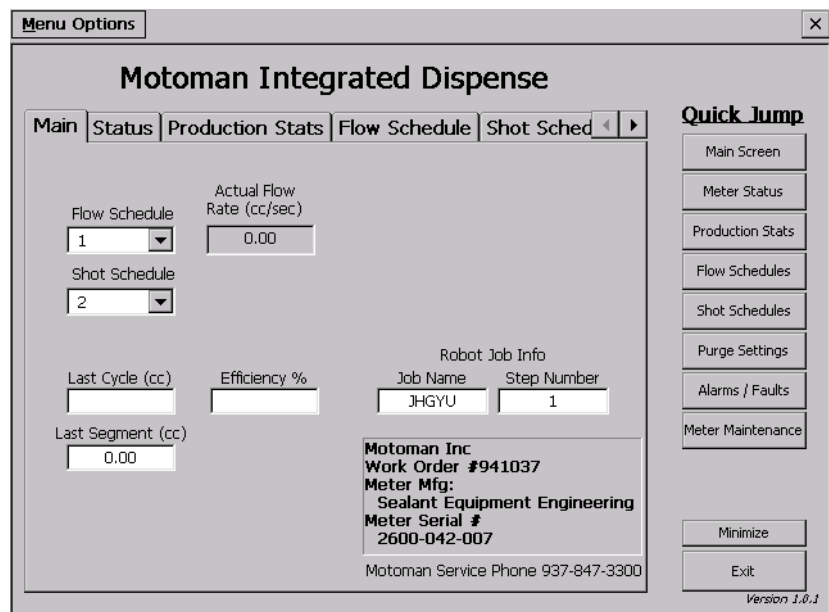 Menu Options
×
Motoman Integrated Dispense
Main Status Production Stats Flow Schedule Shot Sched
Quick Jump
Main Screen
Meter Status
Production Stats
Flow Schedules
Shot Schedules
Purge Settings
Alarms / Faults
Meter Maintenance
Minimize
Exit
Version 1.0.1
Flow Schedule
1
Actual Flow
Rate (cc/sec)
0.00
Shot Schedule
2
Last Cycle (cc)
Efficiency %
Last Segment (cc)
0.00
Robot Job Info
Job Name Step Number
JHGYU 1
Motoman Inc
Work Order #941037
Meter Mfg:
Sealant Equipment Engineering
Meter Serial #
2600-042-007
Motoman Service Phone 937-847-3300